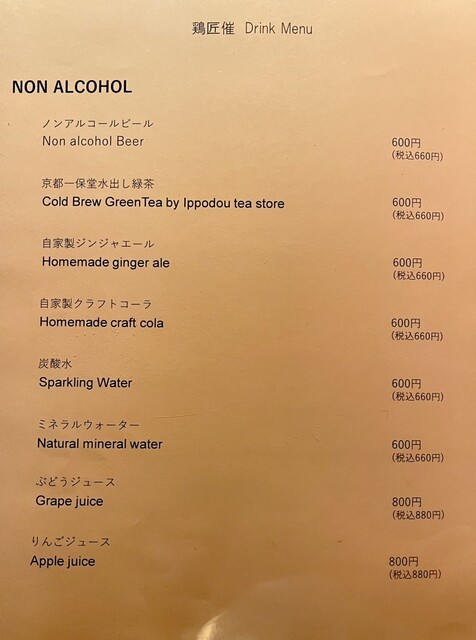 鶏匠催 Drink Menu
NON ALCOHOL
ノンアルコールビール
Non alcohol Beer
600円
(税込660円)
京都一保堂水出し緑茶
Cold Brew GreenTea by Ippodou tea store
600円
(税込660円)
自家製ジンジャエール
Homemade ginger ale
600円
(税込660円)
自家製クラフトコーラ
Homemade craft cola
600円
(税込660円)
炭酸水
Sparkling Water
600円
(税込660円)
ミネラルウォーター
Natural mineral water
600円
(税込660円)
ぶどうジュース
Grape juice
800円
(税込880円)
りんごジュース
Apple juice
800円
(税込880円)